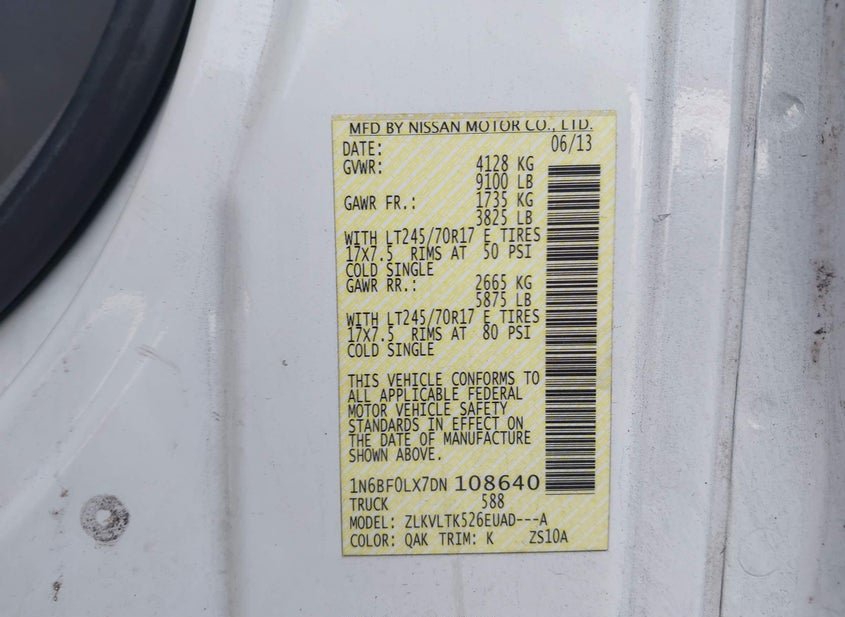 MFD BY NISSAN MOTOR CO., LTD.
DATE: 06/13
GVWR: 4128 KG
9100 LB
GAWR FR.: 1735 KG
3825 LB
WITH LT245/70R17 E TIRES
17X7.5 RIMS AT 50 PSI
COLD SINGLE
GAWR RR.: 2665 KG
5875 LB
WITH LT245/70R17 E TIRES
17X7.5 RIMS AT 80 PSI
COLD SINGLE
THIS VEHICLE CONFORMS TO
ALL APPLICABLE FEDERAL
MOTOR VEHICLE SAFETY
STANDARDS IN EFFECT ON
THE DATE OF MANUFACTURE
SHOWN ABOVE.
1N6BF0LX7DN 108640
TRUCK 588
MODEL: ZLKVLTK526EUAD---A
COLOR: QAK TRIM: K ZS10A